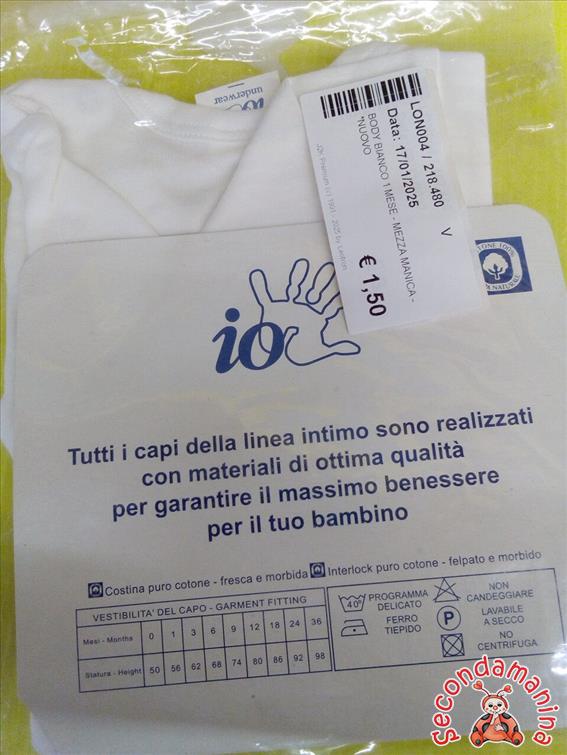 io
underwear
LON004 / 218.480 V
Data: 17/01/2025
BODY BIANCO 1 MESE - MEZZA MANICA -
*NUOVO
€ 1,50
io
Tutti i capi della linea intimo sono realizzati
con materiali di ottima qualità
per garantire il massimo benessere
per il tuo bambino
Costina puro cotone - fresca e morbida Interlock puro cotone - felpato e morbido
VESTIBILITA' DEL CAPO - GARMENT FITTING
Mesi - Months 0 1 3 6 9 12 18 24 36
Statura - Height 50 56 62 68 74 80 86 92 98
40° PROGRAMMA DELICATO
NON CANDEGGIARE
FERRO TIEPIDO
P LAVABILE A SECCO
NO CENTRIFUGA
Secondamanina